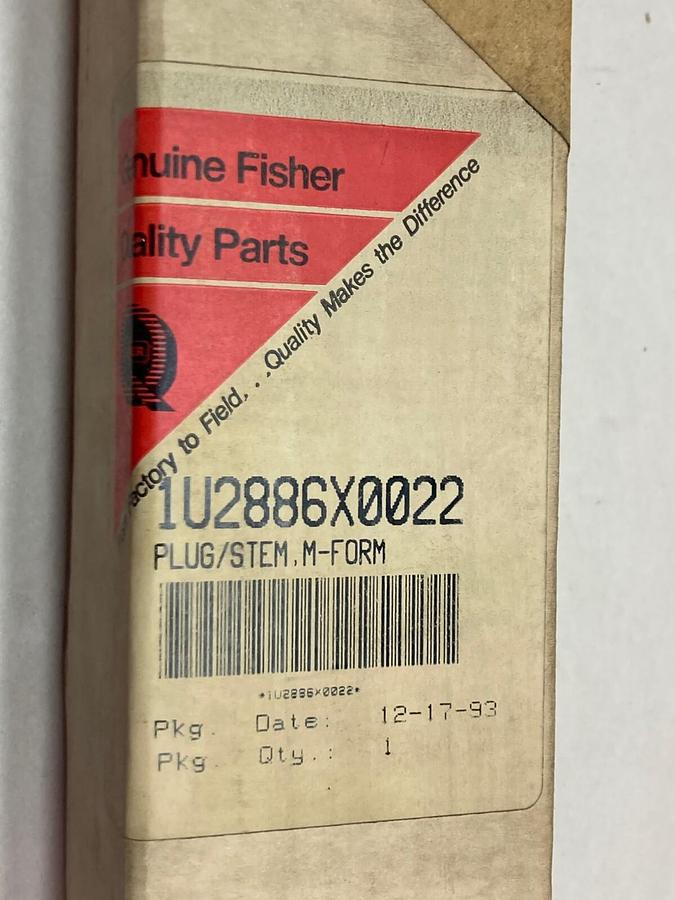 enuine Fisher
ality Parts
actory to Field. . .Quality Makes the Difference
1U2886X0022
PLUG/STEM,M-FORM
*1U2886X0022*
Pkg. Date: 12-17-93
Pkg. Qty.: 1